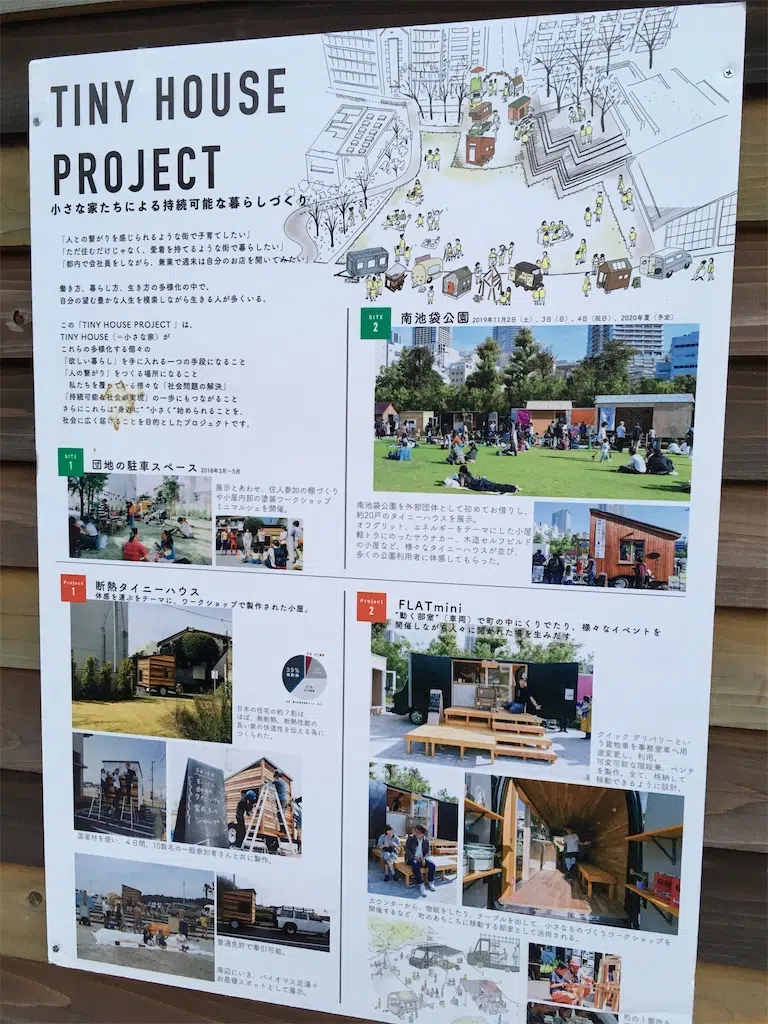 TINY HOUSE
PROJECT
小さな家たちによる持続可能な暮らしづくり
「人との繋がりを感じられるような街で子育てしたい」
「ただ住むだけじゃなく、愛着を持てるような街で暮らしたい」
「都内で会社員をしながら、兼業で週末は自分のお店を開いてみたい」
働き方、暮らし方、生き方の多様化の中で、
自分の望む豊かな人生を模索しながら生きる人が多くいる。
この「TINY HOUSE PROJECT 」は、
TINY HOUSE（＝小さな家）が
これらの多様化する個々の
「欲しい暮らし」を手に入れる一つの手段になること
「人の繋がり」をつくる場所になること
私たちを覆っている様々な「社会問題の解決」
「持続可能な社会の実現」の一歩にもつながること
さらにこれらは"身近に" "小さく"始められることを、
社会に広く届けることを目的としたプロジェクトです。
SITE
1
団地の駐車スペース 2018年3月〜5月
展示とあわせ、住人参加の棚づくり
や小屋内部の塗装ワークショップ
ミニマルシェを開催。
SITE
2
南池袋公園 2019年11月2日（土）、3日（日）、4日（祝日）、2020年夏（予定）
南池袋公園を外部団体として初めてお借りし、
約20戸のタイニーハウスを展示。
オフグリット、エネルギーをテーマにした小屋
軽トラにのったサウナカー、木造セルフビルド
の小屋など、様々なタイニーハウスが並び、
多くの公園利用者に体感してもらった。
Project
1
断熱タイニーハウス
体感を運ぶをテーマに、ワークショップで製作された小屋。
39%
日本の住宅の約7割は
ほぼ、無断熱。断熱性能の
良い家の快適性を伝える為に
つくられた。
国産材を使い、4日間、10数名の一般参加者さんと共に製作。
普通免許で牽引可能。
海辺にいき、バイオマス足湯＋
お昼寝スポットとして展示。
Project
2
FLATmini
"動く部室"（車両）で町の中にくりでたり、様々なイベントを
開催しながら人々に開かれた場を生みだす。
クイック デリバリーとい
う貨物車を事務室車へ用
途変更し、利用。
可変可能な階段兼、ベンチ
を製作。全て、格納して
移動できるように設計。
カウンターから、物販をしたり、テーブルを出して、小さなものづくりワークショップを
開催するなど、町のあちこちに移動する部室として活用される。